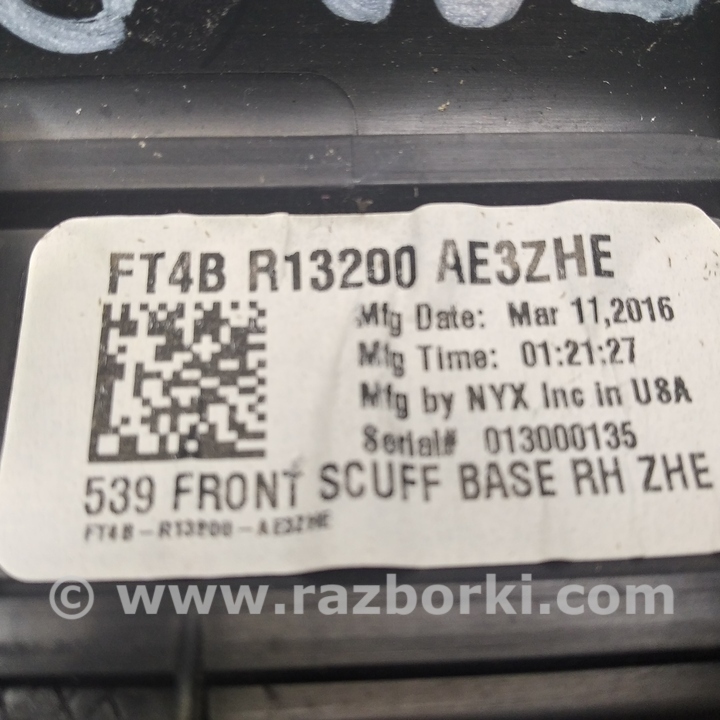 FT4B R13200 AE3ZHE
Mfg Date: Mar 11,2016
Mfg Time: 01:21:27
Mfg by NYX Inc in USA
Serial# 013000135
539 FRONT SCUFF BASE RH ZHE
FT4B-R13200-AE3ZHE
© www.razborki.com